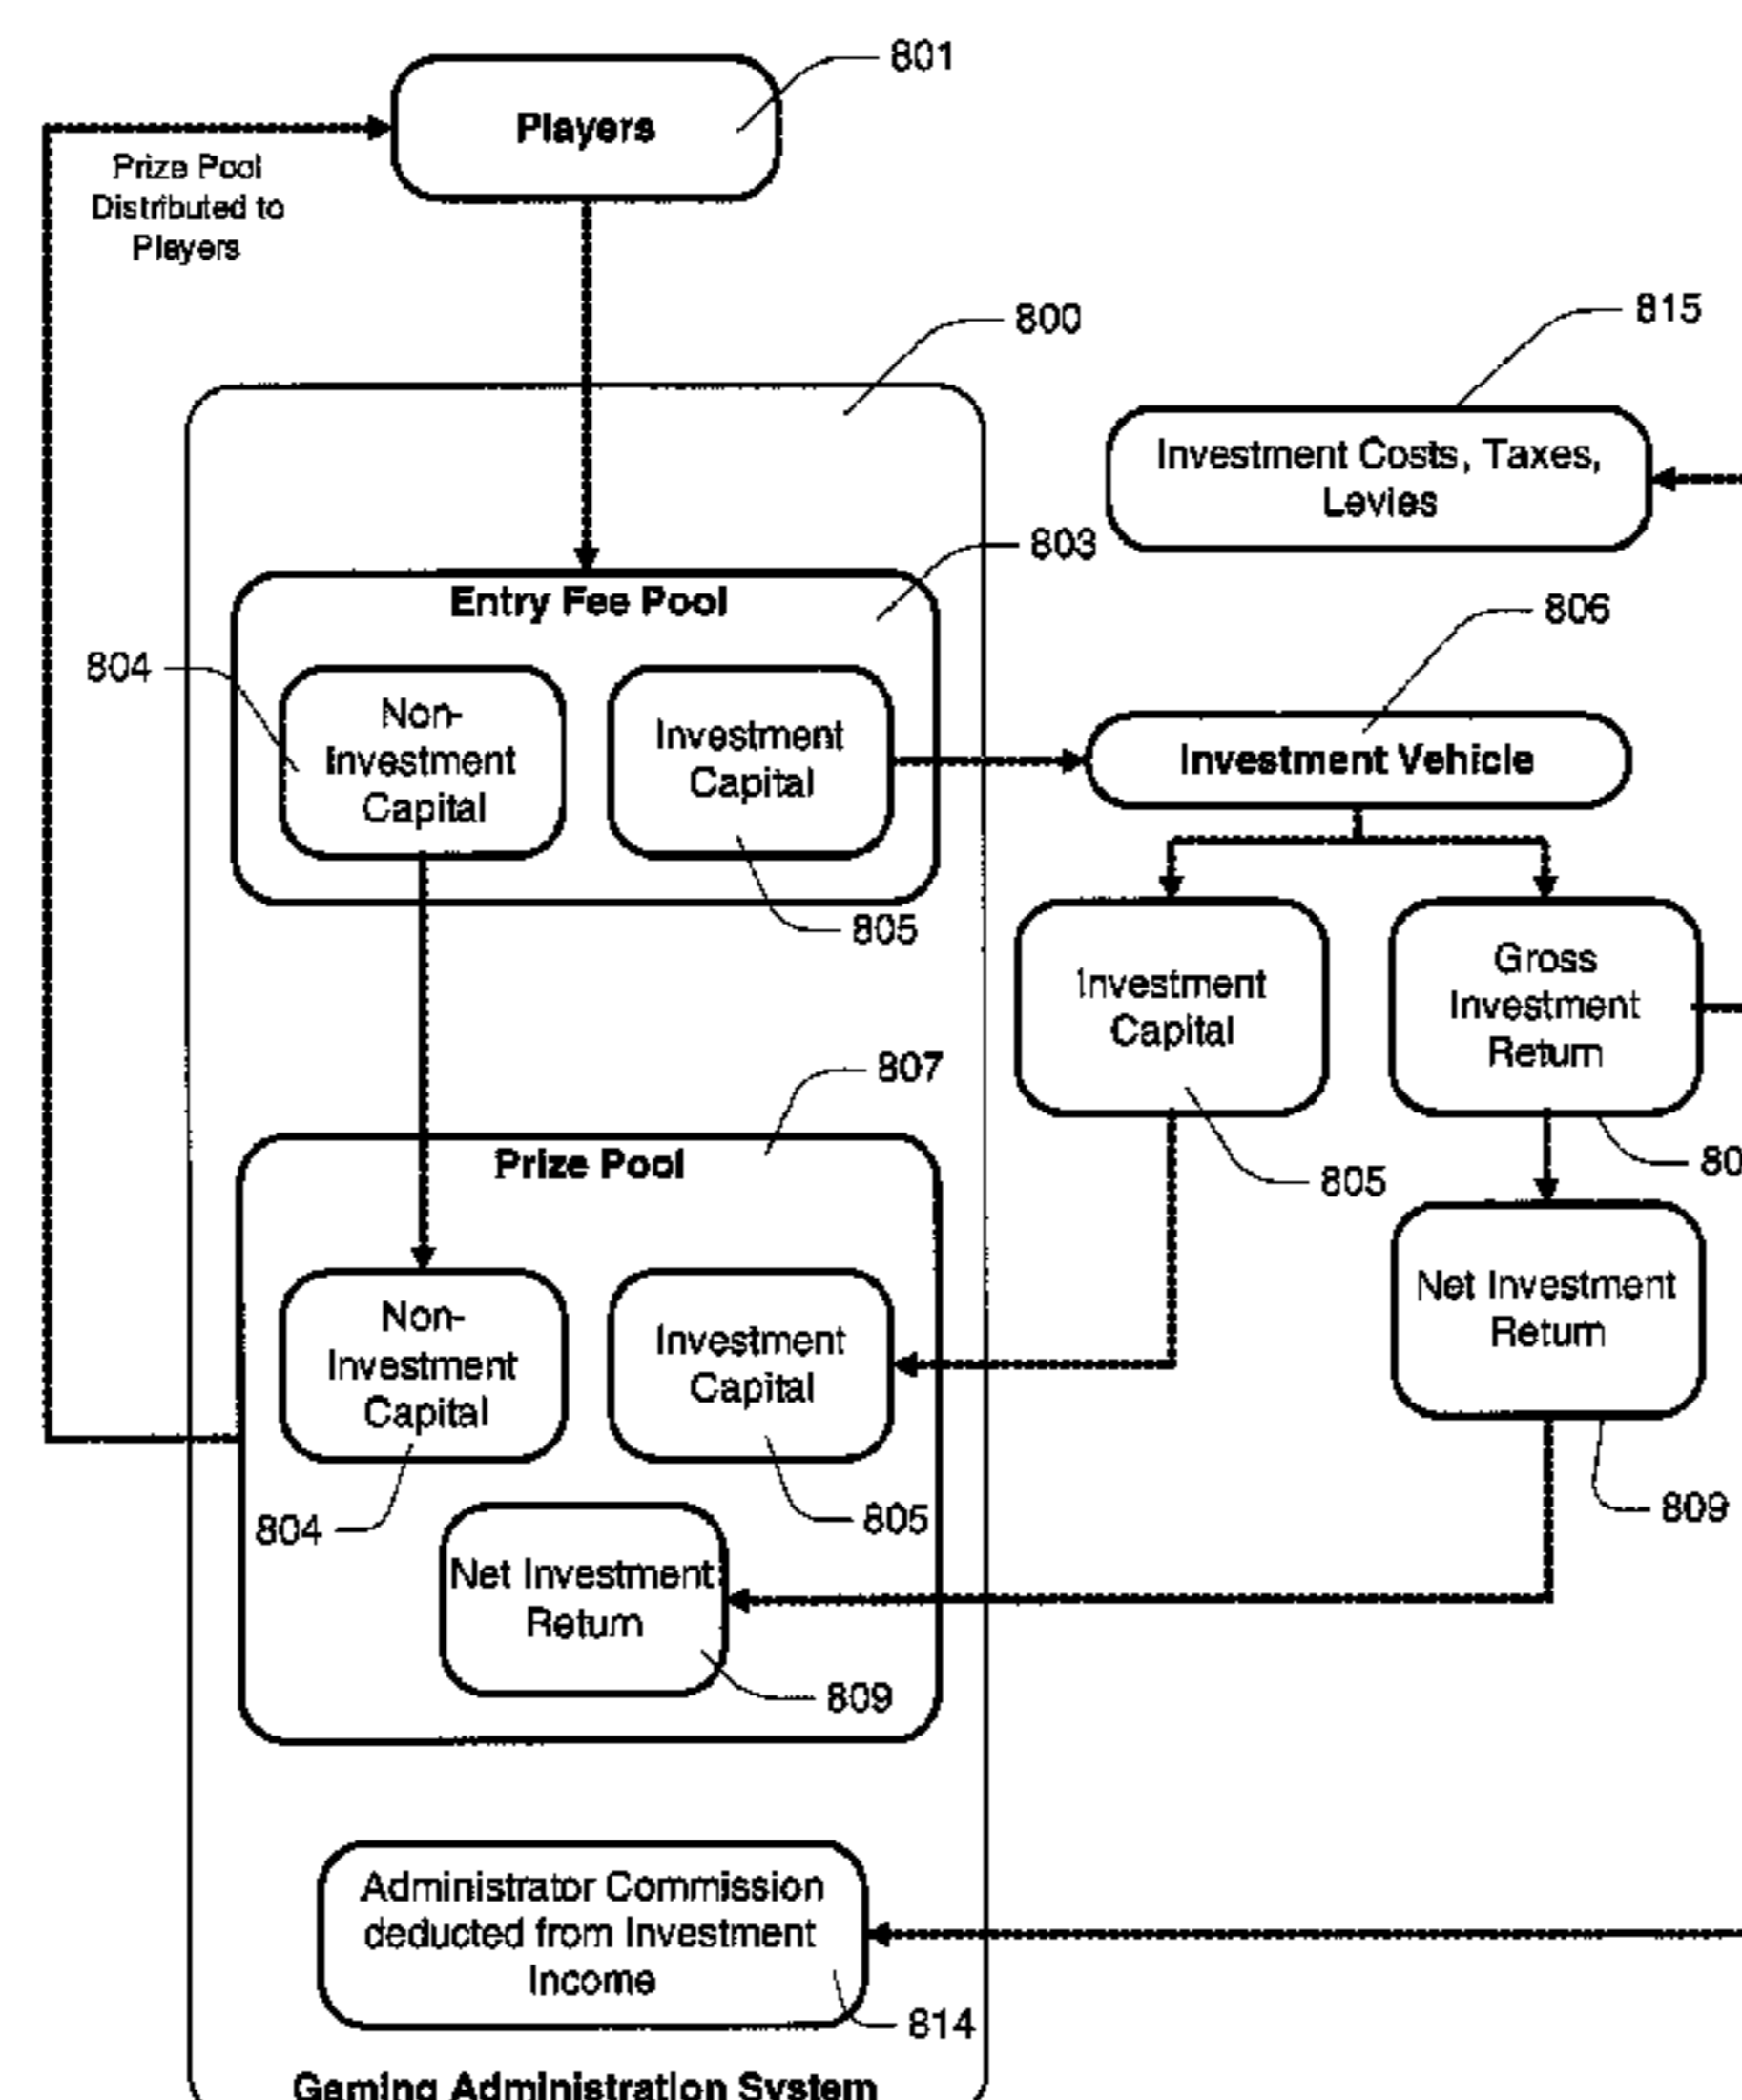 801
Players
Prize Pool
Distributed to
Players
800
815
Investment Costs, Taxes,
Levies
803
Entry Fee Pool
806
804
Non-
Investment
Capital
Investment
Capital
Investment Vehicle
805
Investment
Capital
Gross
Investment
Return
807
Prize Pool
805
80
Non-
Investment
Capital
Investment
Capital
Net Investment
Return
804
805
809
Net Investment
Return
809
Administrator Commission
deducted from Investment
Income
814
Gaming Administration System